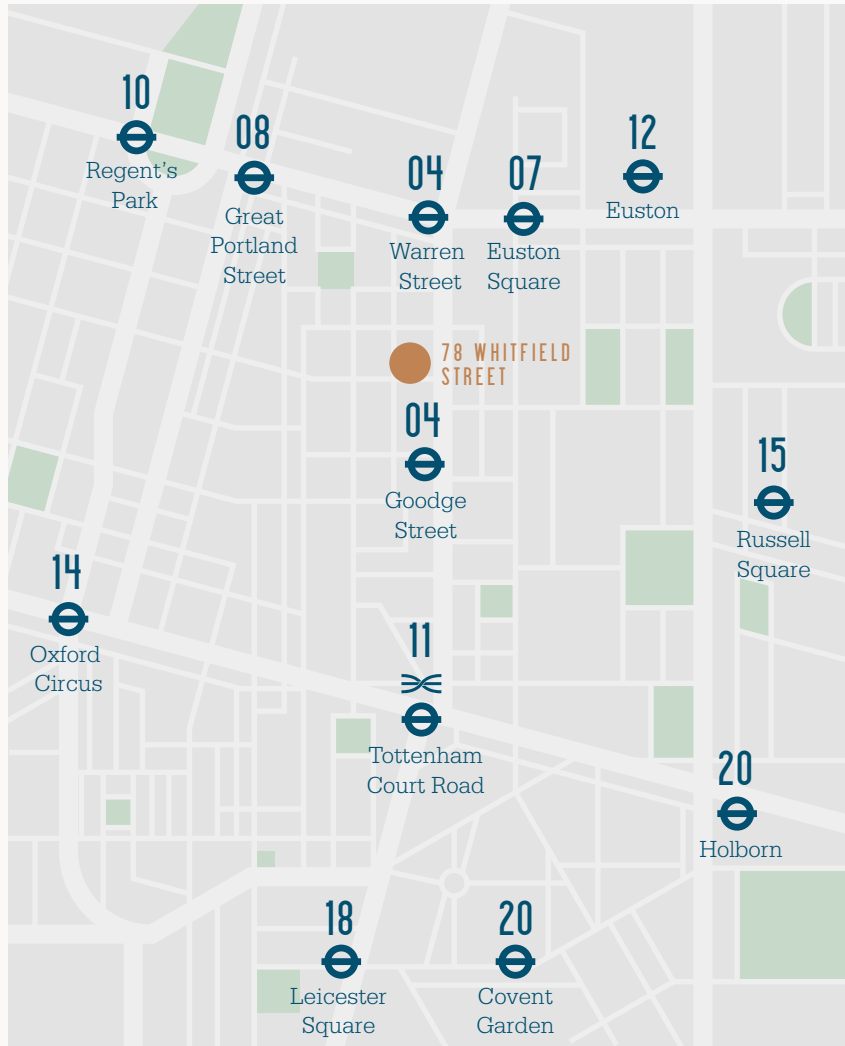 10
Regent's
Park
08
Great
Portland
Street
04
Warren
Street
07
Euston
Square
12
Euston
78 WHITFIELD
STREET
04
Goodge
Street
15
Russell
Square
14
Oxford
Circus
11
Tottenham
Court Road
20
Holborn
18
Leicester
Square
20
Covent
Garden